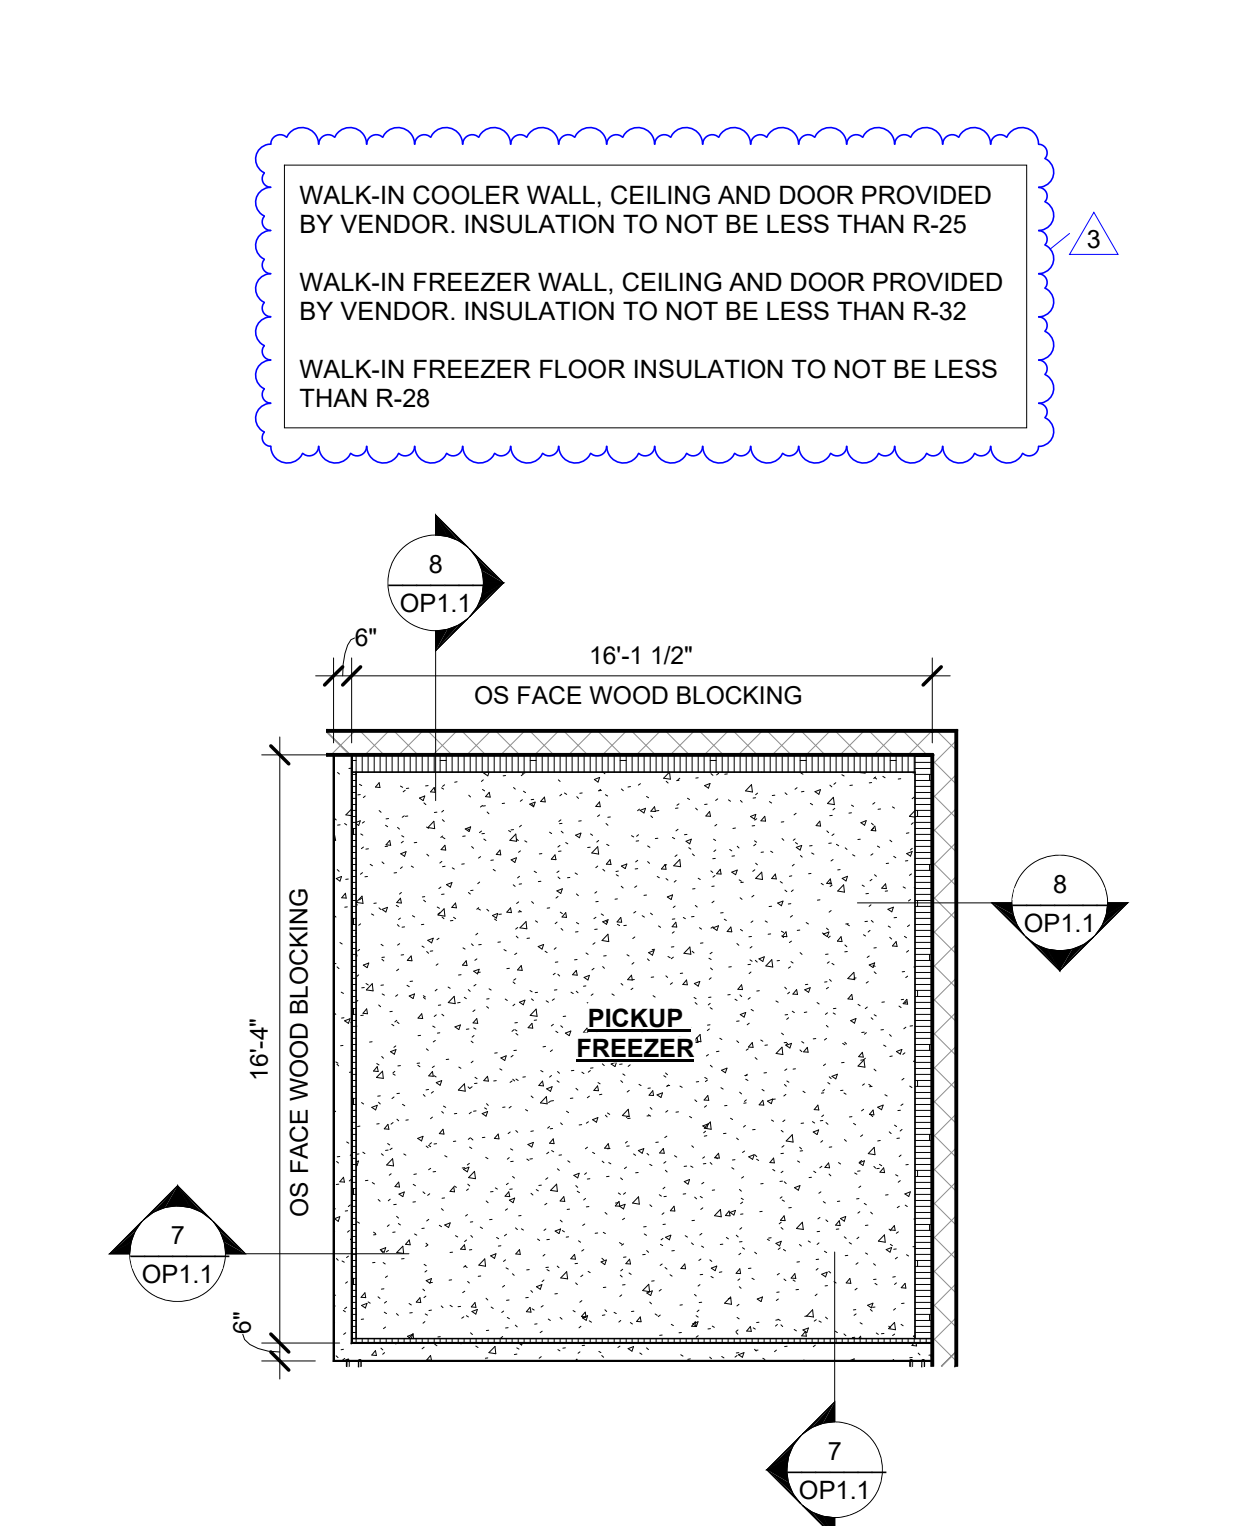 WALK-IN COOLER WALL, CEILING AND DOOR PROVIDED
BY VENDOR. INSULATION TO NOT BE LESS THAN R-25
WALK-IN FREEZER WALL, CEILING AND DOOR PROVIDED
BY VENDOR. INSULATION TO NOT BE LESS THAN R-32
WALK-IN FREEZER FLOOR INSULATION TO NOT BE LESS
THAN R-28
3
8
OP1.1
6"
16'-1 1/2"
OS FACE WOOD BLOCKING
8
OP1.1
16'-4"
OS FACE WOOD BLOCKING
PICKUP
FREEZER
7
OP1.1
6"
7
OP1.1